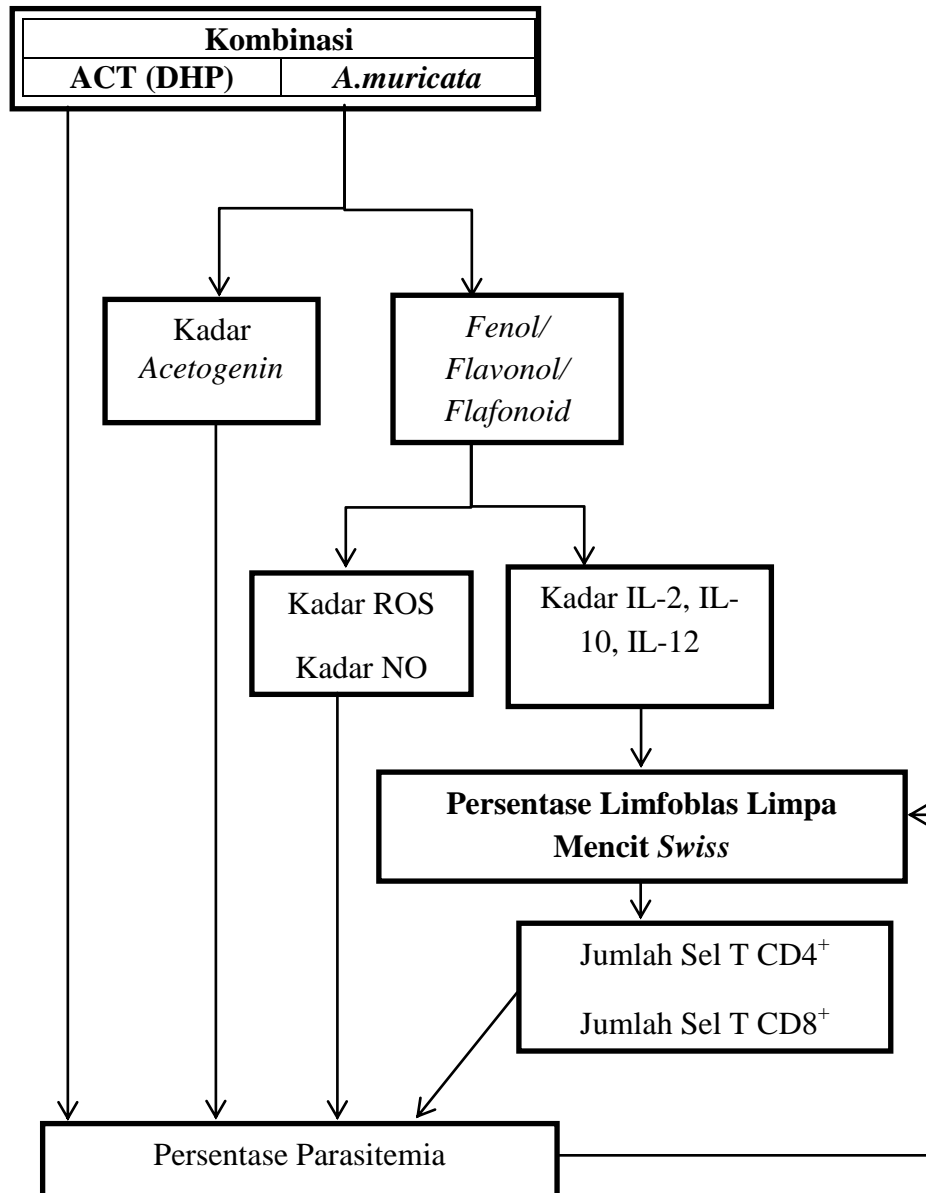 Kombinasi
ACT (DHP)
A.muricata
Kadar
Acetogenin
Fenol/
Flavonol/
Flafonoid
Kadar ROS
Kadar NO
Kadar IL-2, IL-
10, IL-12
Persentase Limfoblas Limpa
Mencit Swiss
Jumlah Sel T CD4⁺
Jumlah Sel T CD8⁺
Persentase Parasitemia